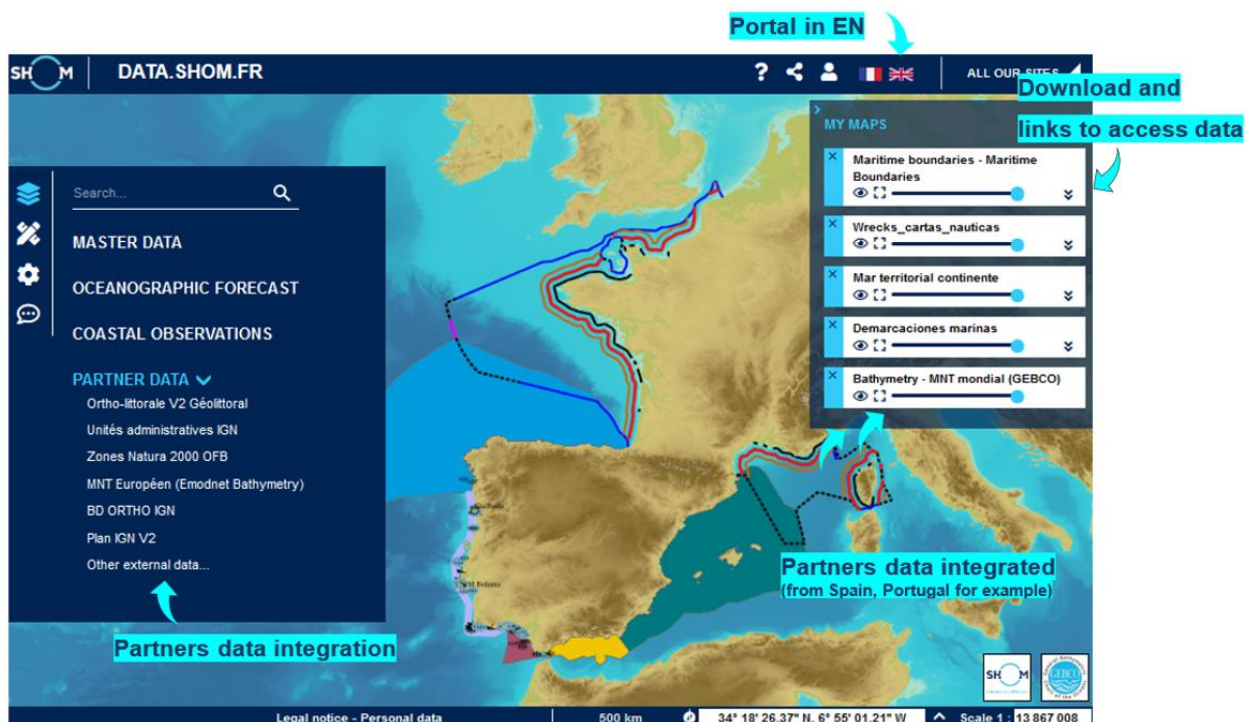 Portal in EN
SHOM
DATA.SHOM.FR
?
ALL OUR SITES
Download and
links to access data
MY MAPS
Maritime boundaries - Maritime
Boundaries
Wrecks_cartas_nauticas
Mar territorial continente
Demarcaciones marinas
Bathymetry - MNT mondial (GEBCO)
Search...
MASTER DATA
OCEANOGRAPHIC FORECAST
COASTAL OBSERVATIONS
PARTNER DATA
Ortho-littorale V2 Géolittoral
Unités administratives IGN
Zones Natura 2000 OFB
MNT Européen (Emodnet Bathymetry)
BD ORTHO IGN
Plan IGN V2
Other external data...
Partners data integration
Partners data integrated
(from Spain, Portugal for example)
SHOM
GEBCO
Legal notice - Personal data
500 km
34° 18' 26.37" N, 6° 55' 01.21" W
Scale 1 : 13 867 008